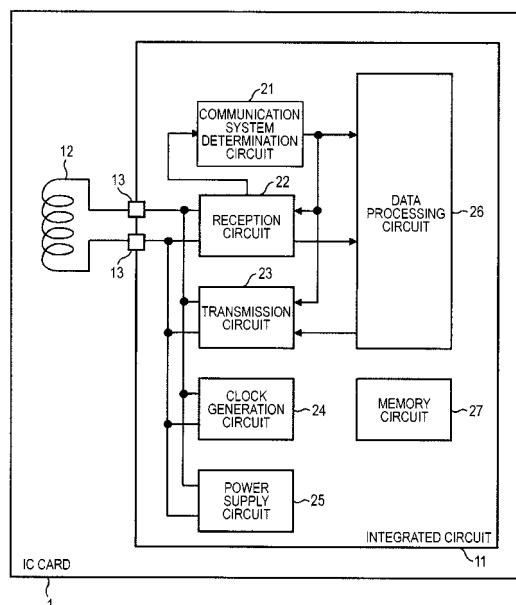 21
COMMUNICATION
SYSTEM
DETERMINATION
CIRCUIT
12
13
22
RECEPTION
CIRCUIT
DATA
PROCESSING
CIRCUIT
26
13
23
TRANSMISSION
CIRCUIT
CLOCK
GENERATION
CIRCUIT
24
MEMORY
CIRCUIT
27
POWER
SUPPLY
CIRCUIT
25
INTEGRATED CIRCUIT
11
IC CARD
1